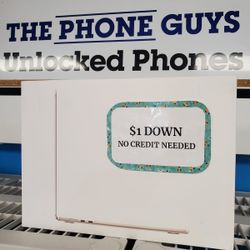 THE PHONE GUYS
Unlocked Phones
$1 DOWN
NO CREDIT NEEDED